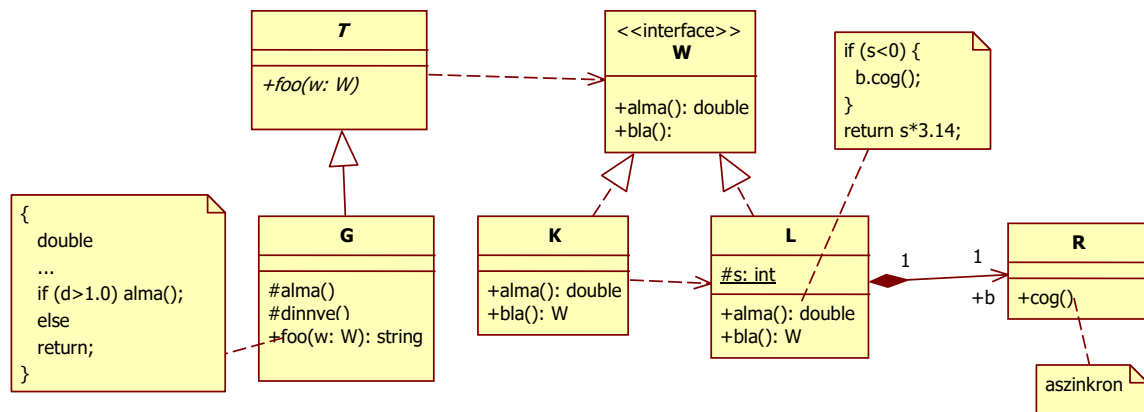 T
+foo(w: W)
<<interface>>
W
+alma(): double
+bla():
if (s<0) {
b.cog();
}
return s*3.14;
{
double
...
if (d>1.0) alma();
else
return;
}
G
#alma()
#dinnye()
+foo(w: W): string
K
+alma(): double
+bla(): W
L
#s: int
+alma(): double
+bla(): W
1
1
+b
R
+cog()
aszinkron